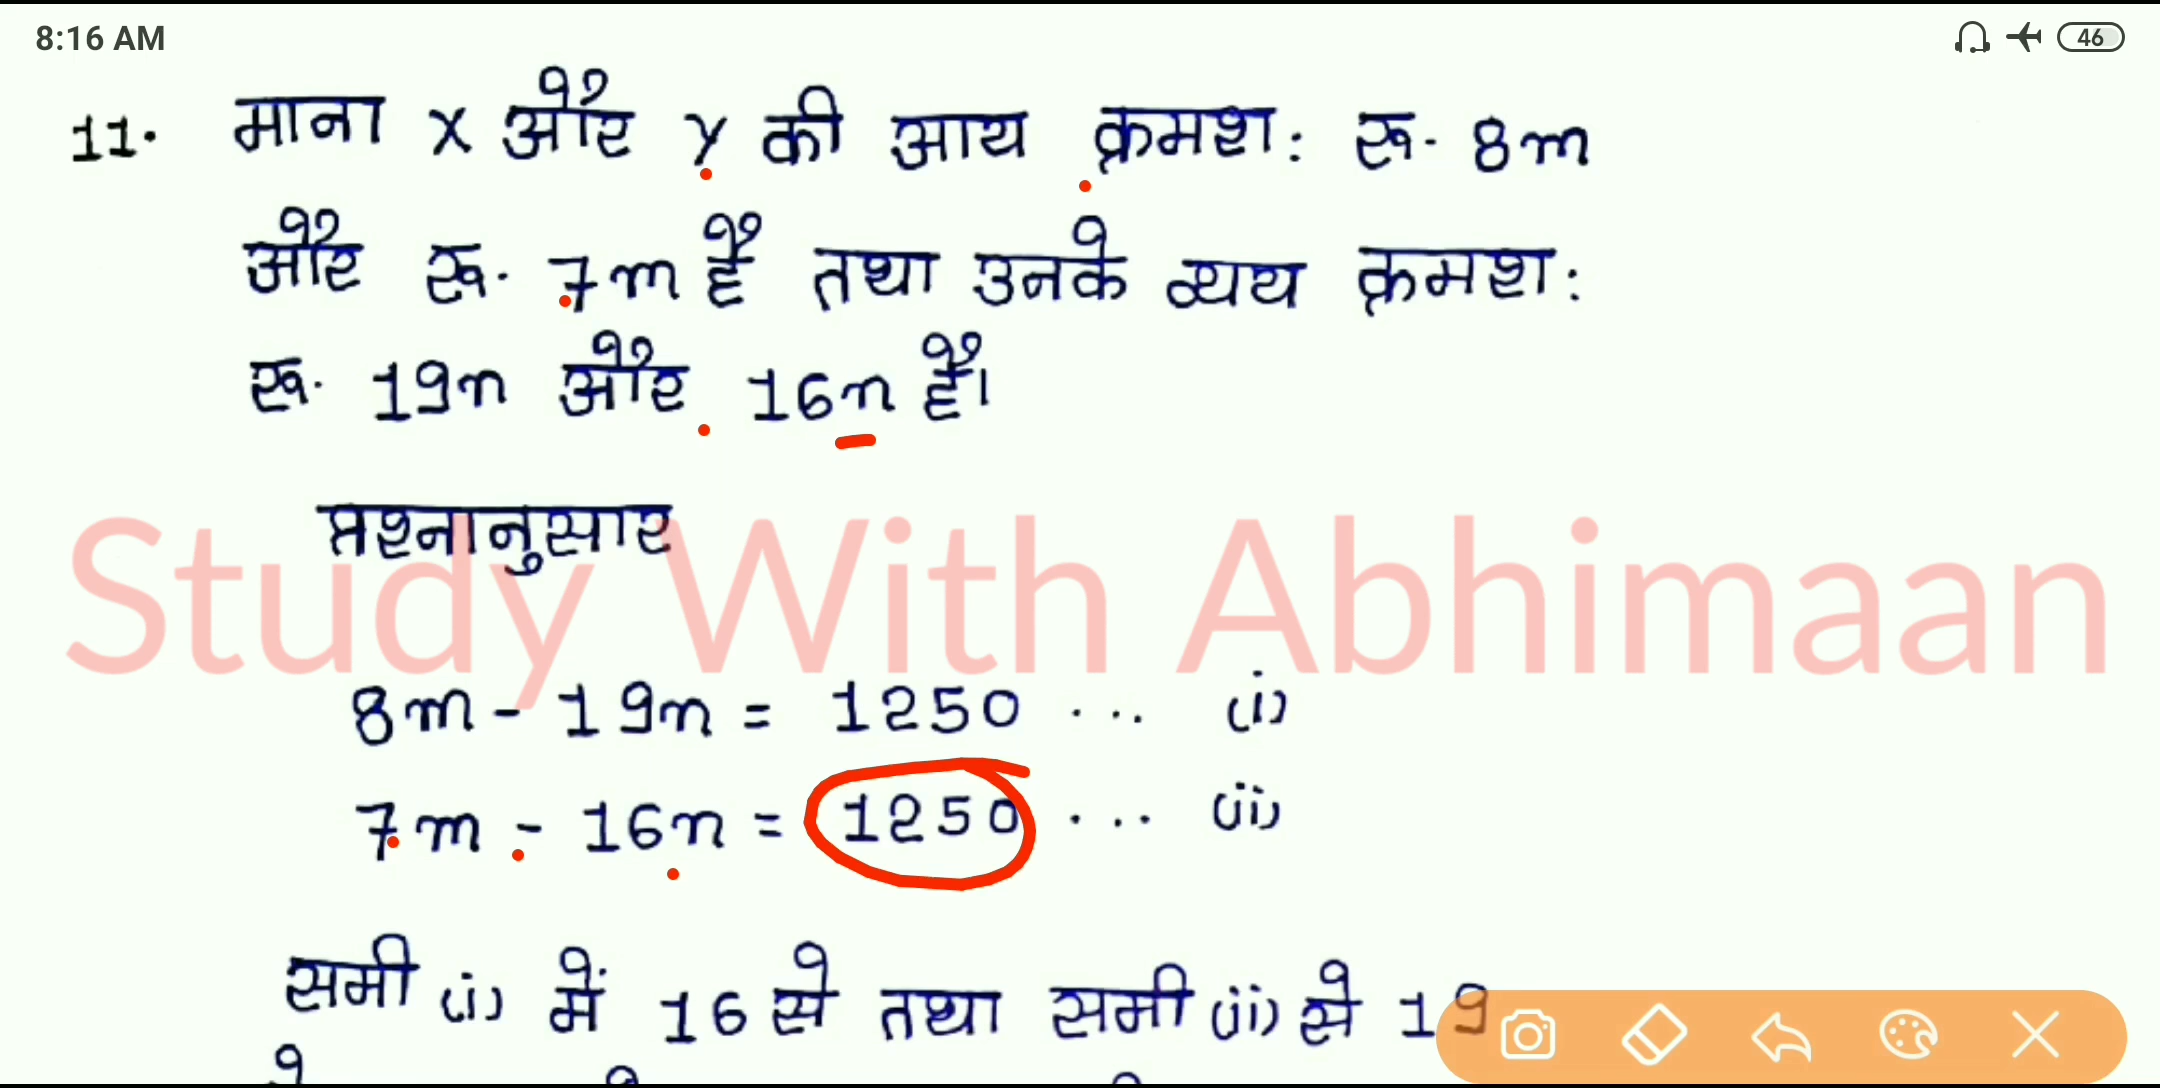 8:16 AM
46
11. माना x और y की आय क्रमश: रू. 8m
और रू. 7m है तथा उनके व्यय क्रमश:
रू. 19n और 16n है।
प्रश्नानुसार
Study With Abhimaan
8m - 19n = 1250 ... (i)
7m - 16n = 1250 ... (ii)
समी (i) में 16 से तथा समी (ii) से 19